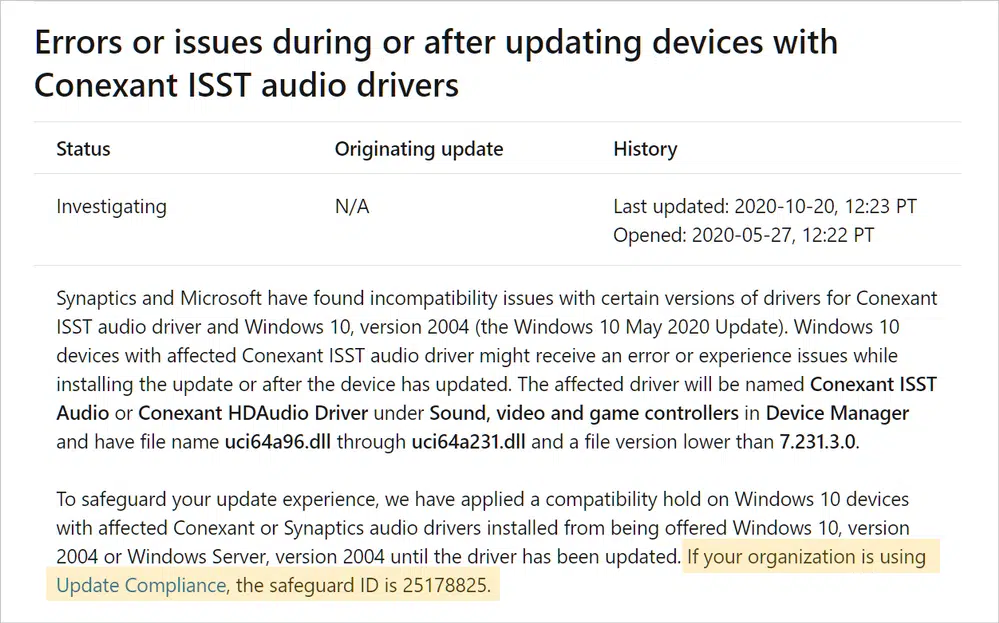 Errors or issues during or after updating devices with
Conexant ISST audio drivers
Status Originating update History
Investigating N/A Last updated: 2020-10-20, 12:23 PT
Opened: 2020-05-27, 12:22 PT
Synaptics and Microsoft have found incompatibility issues with certain versions of drivers for Conexant
ISST audio driver and Windows 10, version 2004 (the Windows 10 May 2020 Update). Windows 10
devices with affected Conexant ISST audio driver might receive an error or experience issues while
installing the update or after the device has updated. The affected driver will be named Conexant ISST
Audio or Conexant HDAudio Driver under Sound, video and game controllers in Device Manager
and have file name uci64a96.dll through uci64a231.dll and a file version lower than 7.231.3.0.
To safeguard your update experience, we have applied a compatibility hold on Windows 10 devices
with affected Conexant or Synaptics audio drivers installed from being offered Windows 10, version
2004 or Windows Server, version 2004 until the driver has been updated. If your organization is using
Update Compliance, the safeguard ID is 25178825.